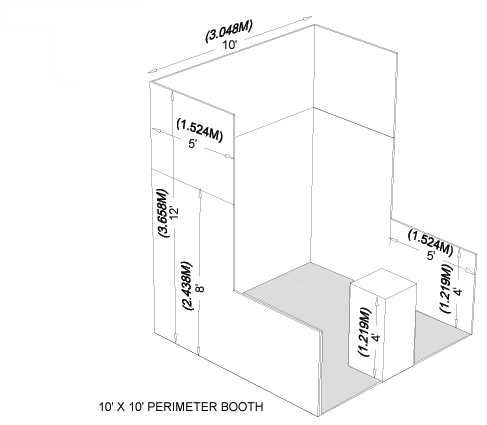 (3.048M)
10'
(1.524M)
5'
(3.658M)
12'
(2.438M)
8'
(1.524M)
5'
(1.219M)
4'
(1.219M)
4'
10' X 10' PERIMETER BOOTH